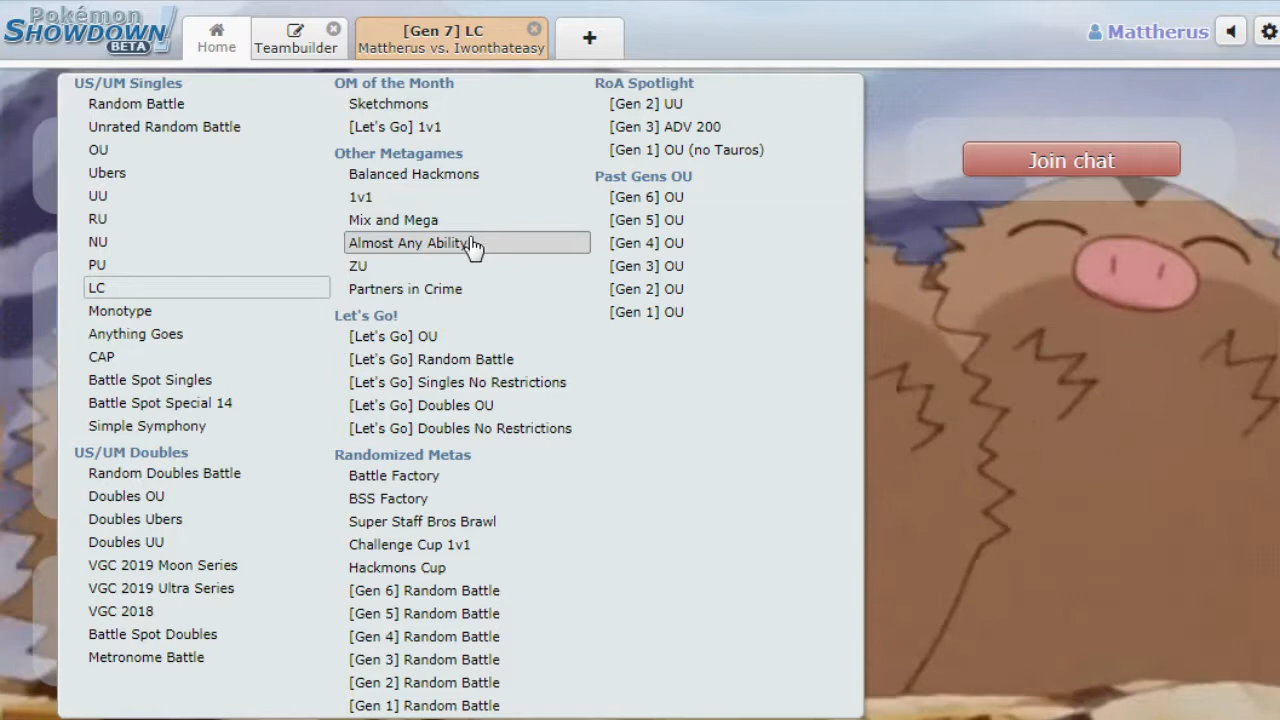 Pokémon
SHOWDOWN!
BETA
Home
Teambuilder
[Gen 7] LC
Mattherus vs. Iwonthateasy
+
Mattherus
US/UM Singles
Random Battle
Unrated Random Battle
OU
Ubers
UU
RU
NU
PU
LC
Monotype
Anything Goes
CAP
Battle Spot Singles
Battle Spot Special 14
Simple Symphony
US/UM Doubles
Random Doubles Battle
Doubles OU
Doubles Ubers
Doubles UU
VGC 2019 Moon Series
VGC 2019 Ultra Series
VGC 2018
Battle Spot Doubles
Metronome Battle
OM of the Month
Sketchmons
[Let's Go] 1v1
Other Metagames
Balanced Hackmons
1v1
Mix and Mega
Almost Any Ability
ZU
Partners in Crime
Let's Go!
[Let's Go] OU
[Let's Go] Random Battle
[Let's Go] Singles No Restrictions
[Let's Go] Doubles OU
[Let's Go] Doubles No Restrictions
Randomized Metas
Battle Factory
BSS Factory
Super Staff Bros Brawl
Challenge Cup 1v1
Hackmons Cup
[Gen 6] Random Battle
[Gen 5] Random Battle
[Gen 4] Random Battle
[Gen 3] Random Battle
[Gen 2] Random Battle
[Gen 1] Random Battle
RoA Spotlight
[Gen 2] UU
[Gen 3] ADV 200
[Gen 1] OU (no Tauros)
Past Gens OU
[Gen 6] OU
[Gen 5] OU
[Gen 4] OU
[Gen 3] OU
[Gen 2] OU
[Gen 1] OU
Join chat